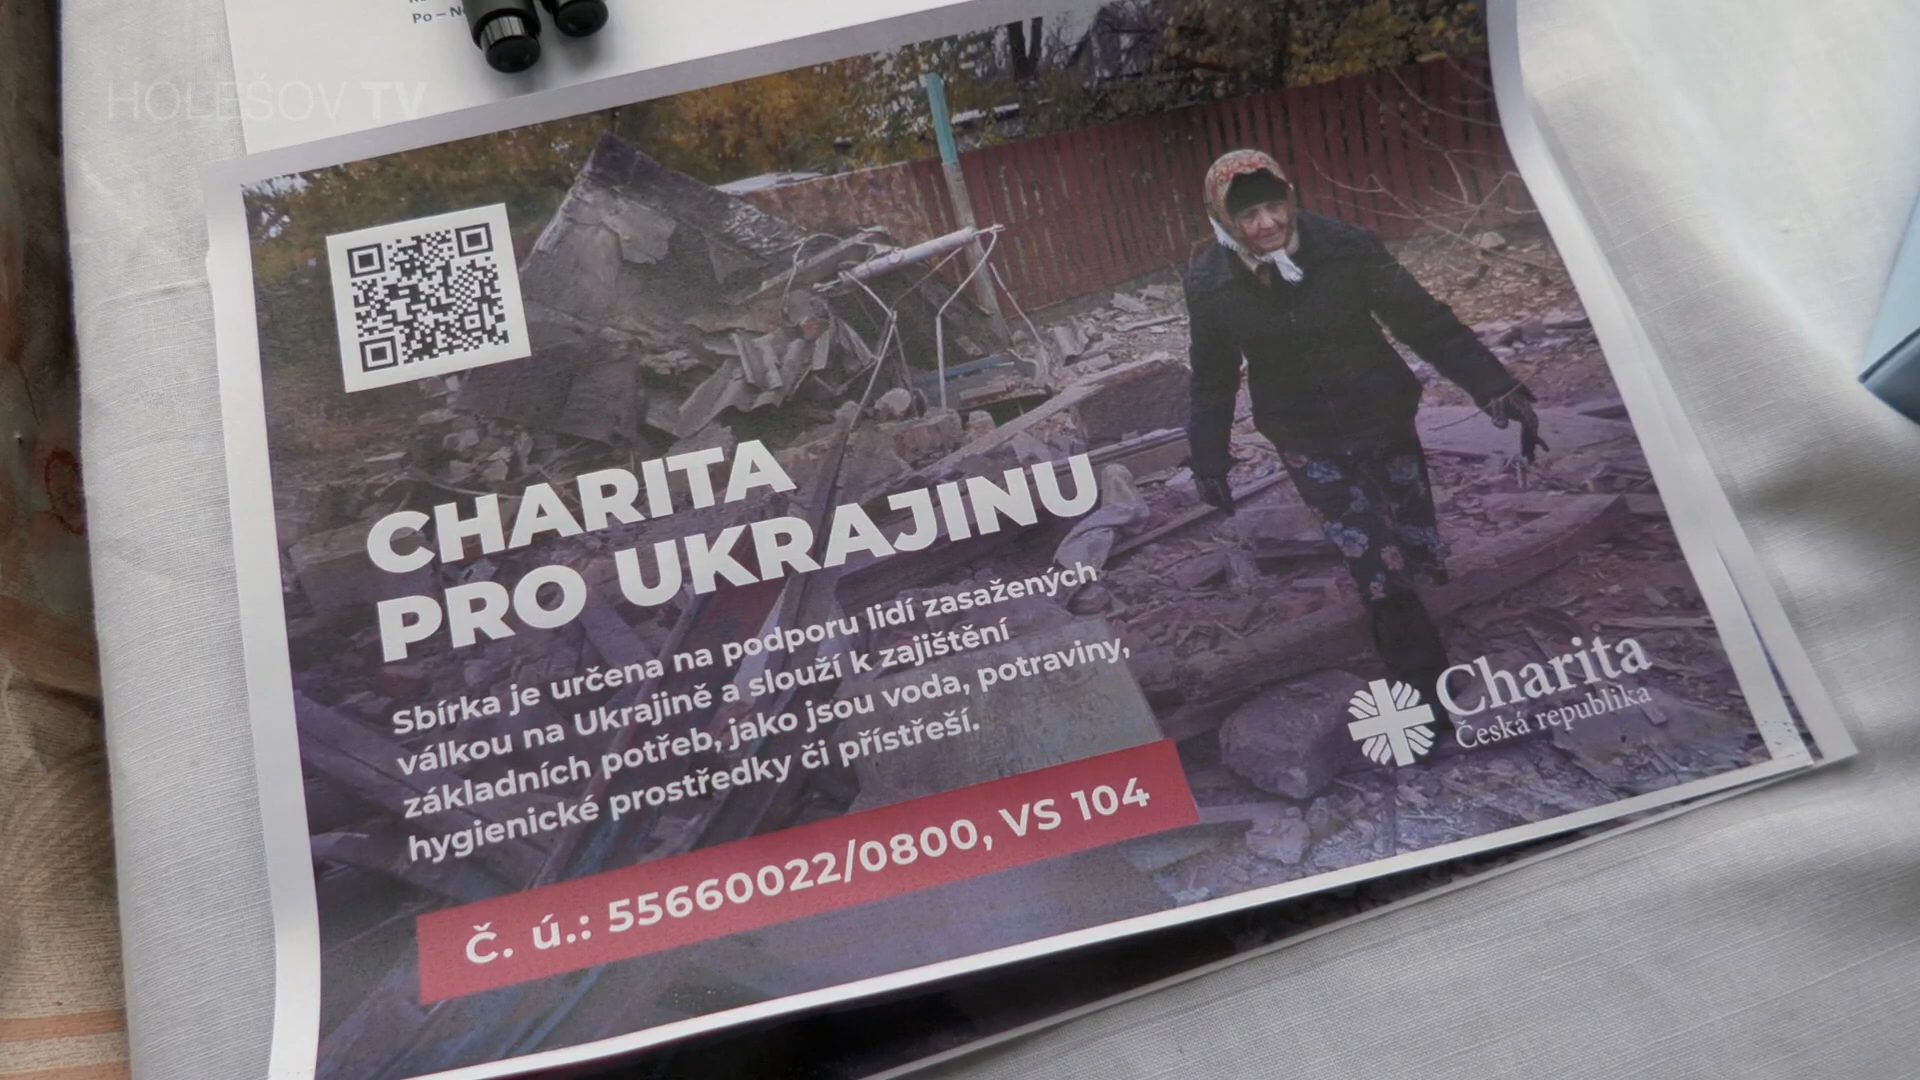 Po – N
HOLEŠOV TV
CHARITA
PRO UKRAJINU
Sbírka je určena na podporu lidí zasažených
válkou na Ukrajině a slouží k zajištění
základních potřeb, jako jsou voda, potraviny,
hygienické prostředky či přístřeší.
Č. ú.: 55660022/0800, VS 104
Charita
Česká republika